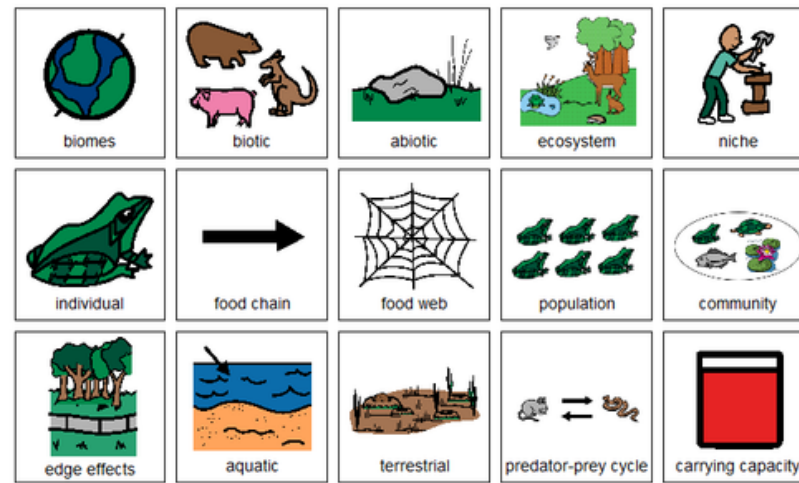 biomes
biotic
abiotic
ecosystem
niche
individual
food chain
food web
population
community
edge effects
aquatic
terrestrial
predator-prey cycle
carrying capacity